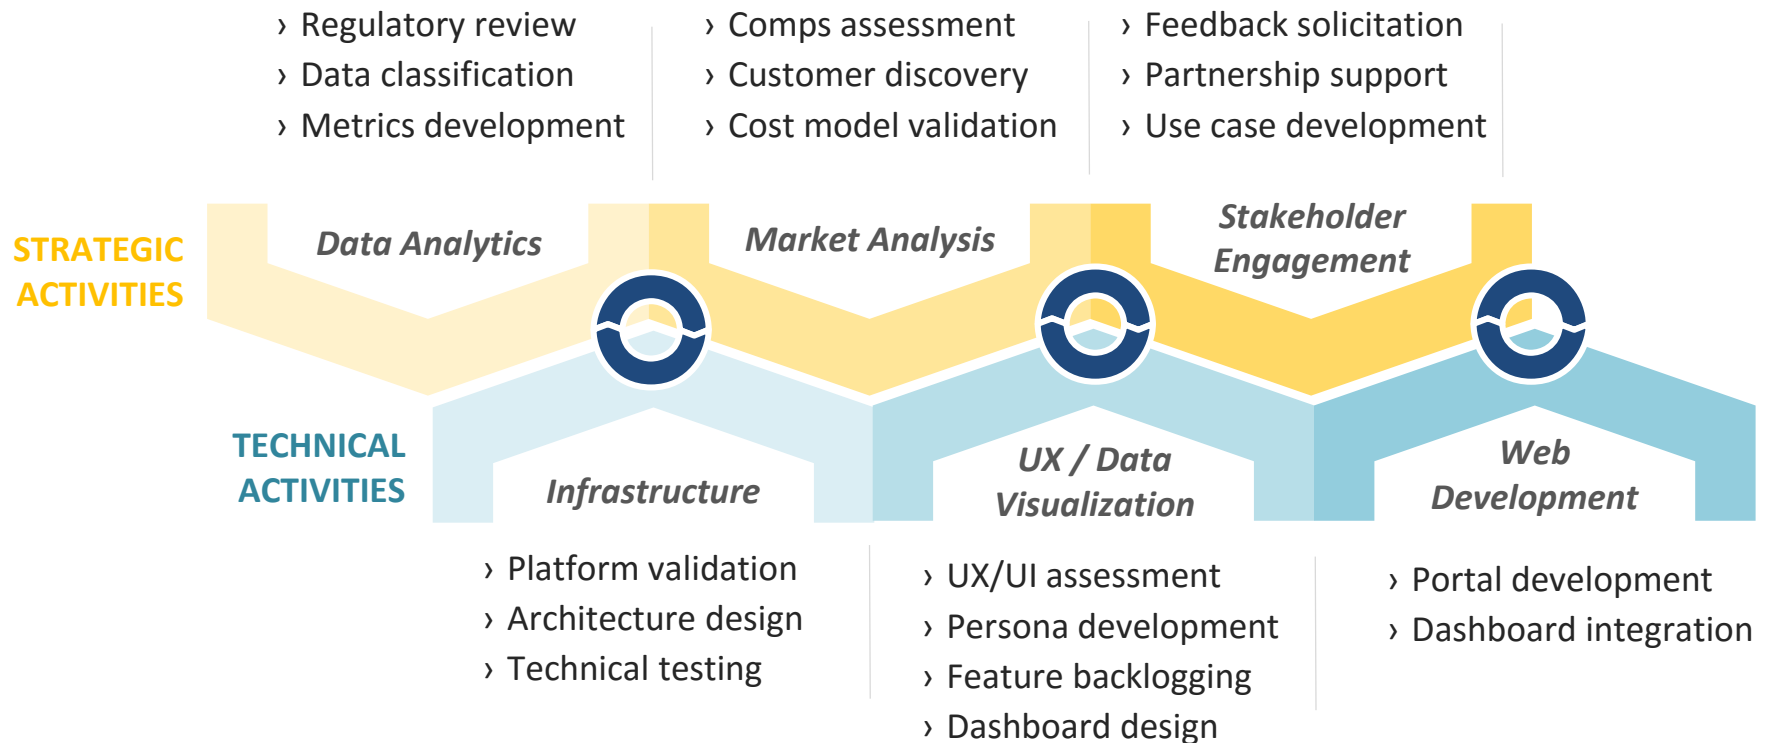 › Regulatory review
› Data classification
› Metrics development
› Comps assessment
› Customer discovery
› Cost model validation
› Feedback solicitation
› Partnership support
› Use case development
STRATEGIC
ACTIVITIES
Data Analytics
Market Analysis
Stakeholder
Engagement
TECHNICAL
ACTIVITIES
Infrastructure
UX / Data
Visualization
Web
Development
› Platform validation
› Architecture design
› Technical testing
› UX/UI assessment
› Persona development
› Feature backlogging
› Dashboard design
› Portal development
› Dashboard integration